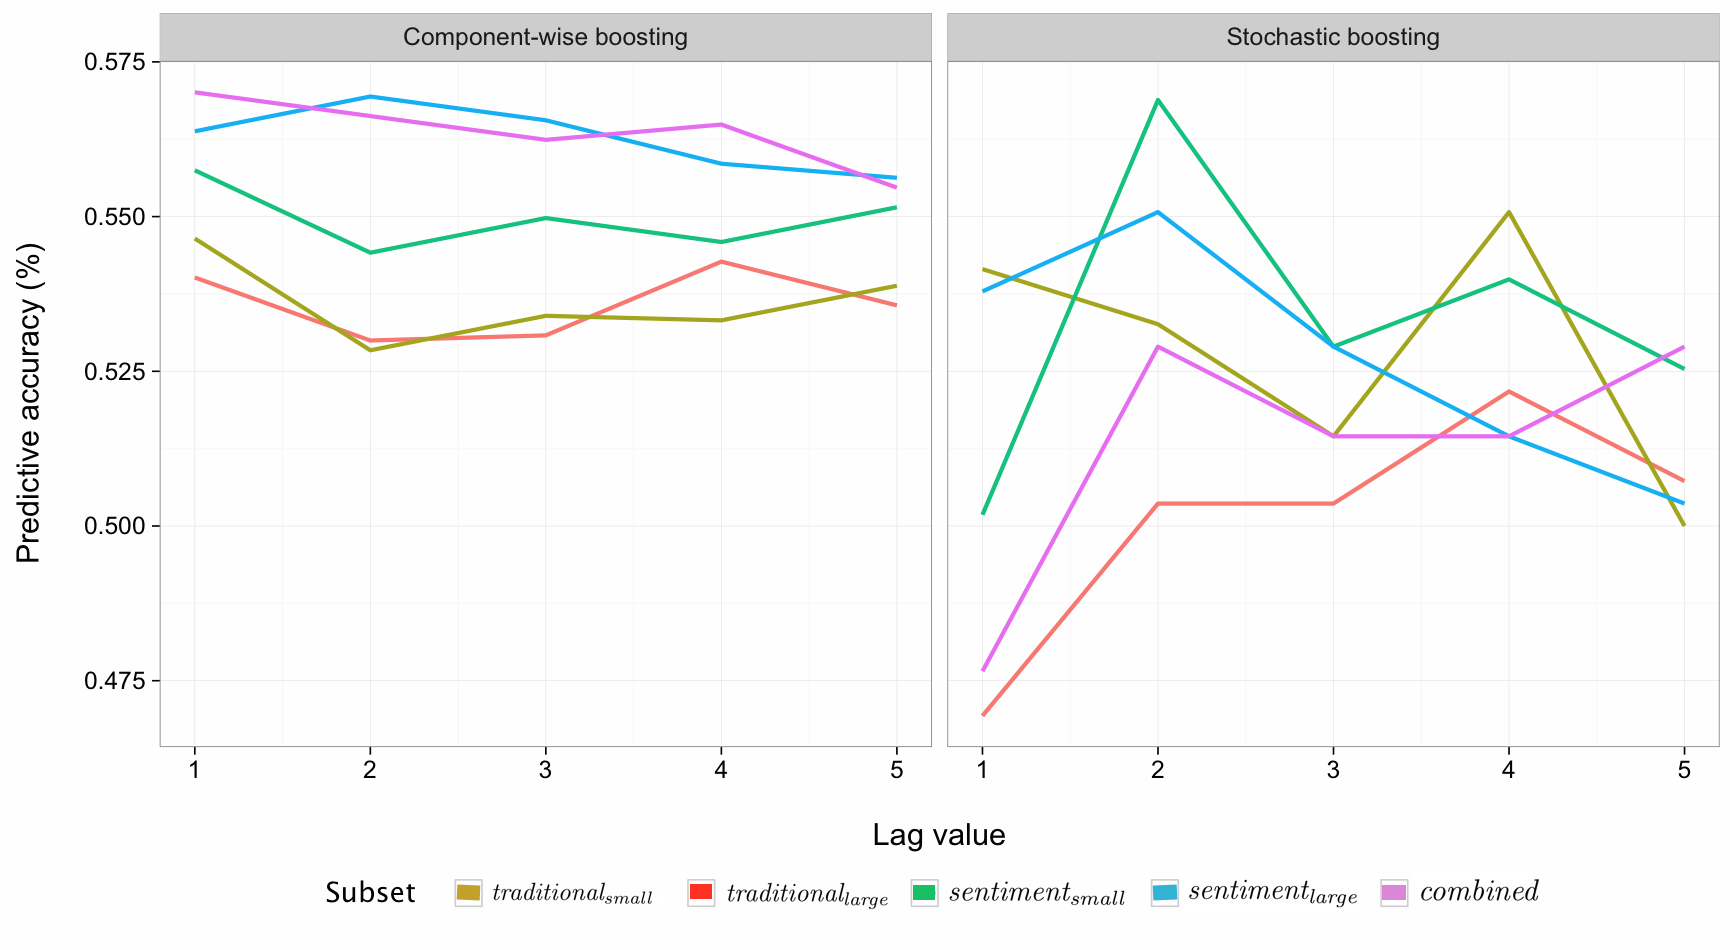 Component-wise boosting
Stochastic boosting
0.575
0.550
0.525
0.500
0.475
Predictive accuracy (%)
1 2 3 4 5
1 2 3 4 5
Lag value
Subset traditional_small traditional_large sentiment_small sentiment_large combined